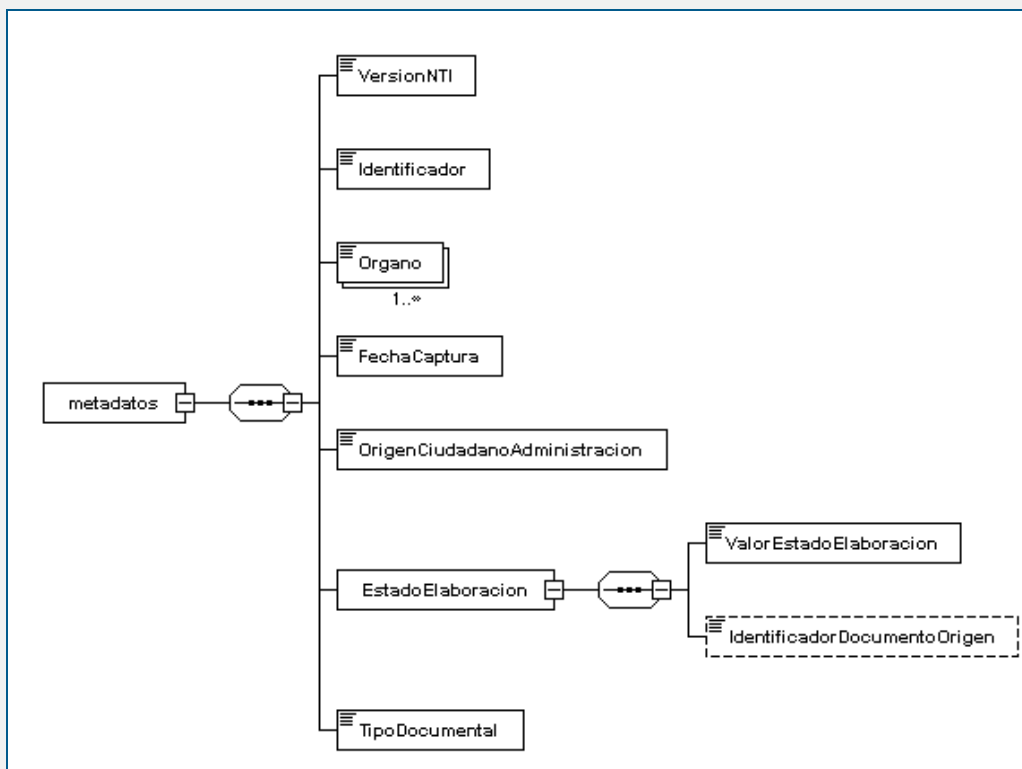 VersionNTI
Identificador
Organo
1..∞
FechaCaptura
metadatos
OrigenCiudadanoAdministracion
ValorEstadoElaboracion
EstadoElaboracion
IdentificadorDocumentoOrigen
TipoDocumental